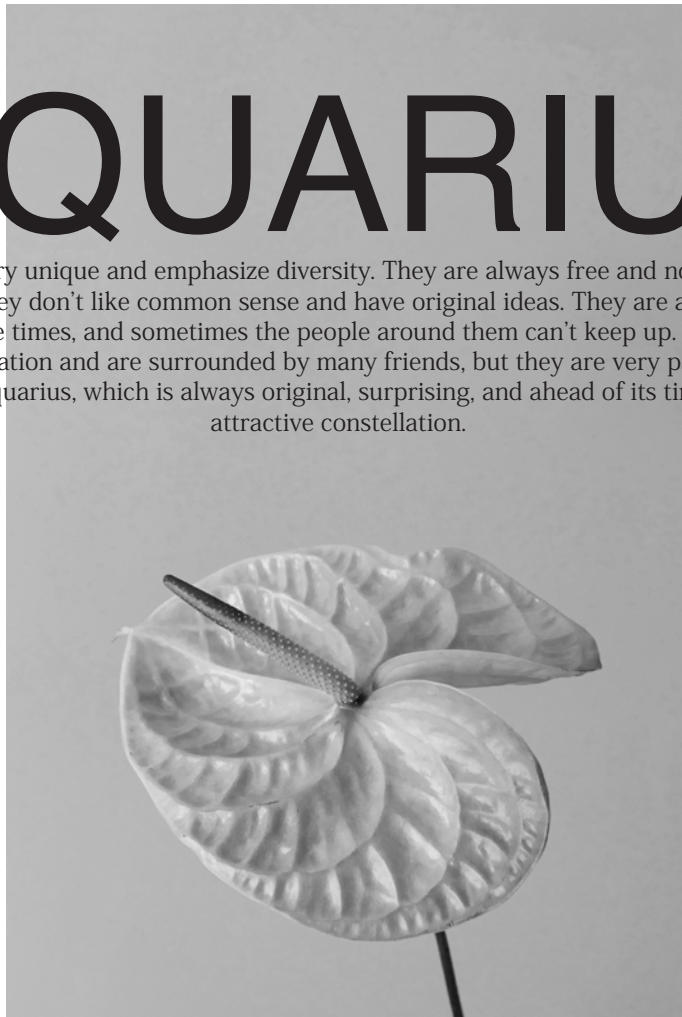 QUARIU
ry unique and emphasize diversity. They are always free and no
ey don’t like common sense and have original ideas. They are a
e times, and sometimes the people around them can’t keep up.
ation and are surrounded by many friends, but they are very p
quarius, which is always original, surprising, and ahead of its ti
attractive constellation.